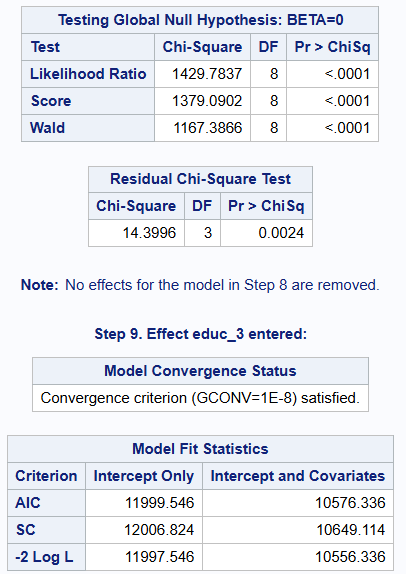 Testing Global Null Hypothesis: BETA=0
Test Chi-Square DF Pr > ChiSq
Likelihood Ratio 1429.7837 8 <.0001
Score 1379.0902 8 <.0001
Wald 1167.3866 8 <.0001
Residual Chi-Square Test
Chi-Square DF Pr > ChiSq
14.3996 3 0.0024
Note: No effects for the model in Step 8 are removed.
Step 9. Effect educ_3 entered:
Model Convergence Status
Convergence criterion (GCONV=1E-8) satisfied.
Model Fit Statistics
Criterion Intercept Only Intercept and Covariates
AIC 11999.546 10576.336
SC 12006.824 10649.114
-2 Log L 11997.546 10556.336